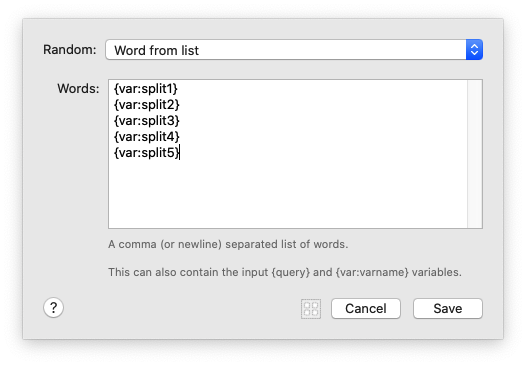 Random: Word from list
Words: {var:split1}
{var:split2}
{var:split3}
{var:split4}
{var:split5}
A comma (or newline) separated list of words.
This can also contain the input {query} and {var:varname} variables.
? Cancel Save